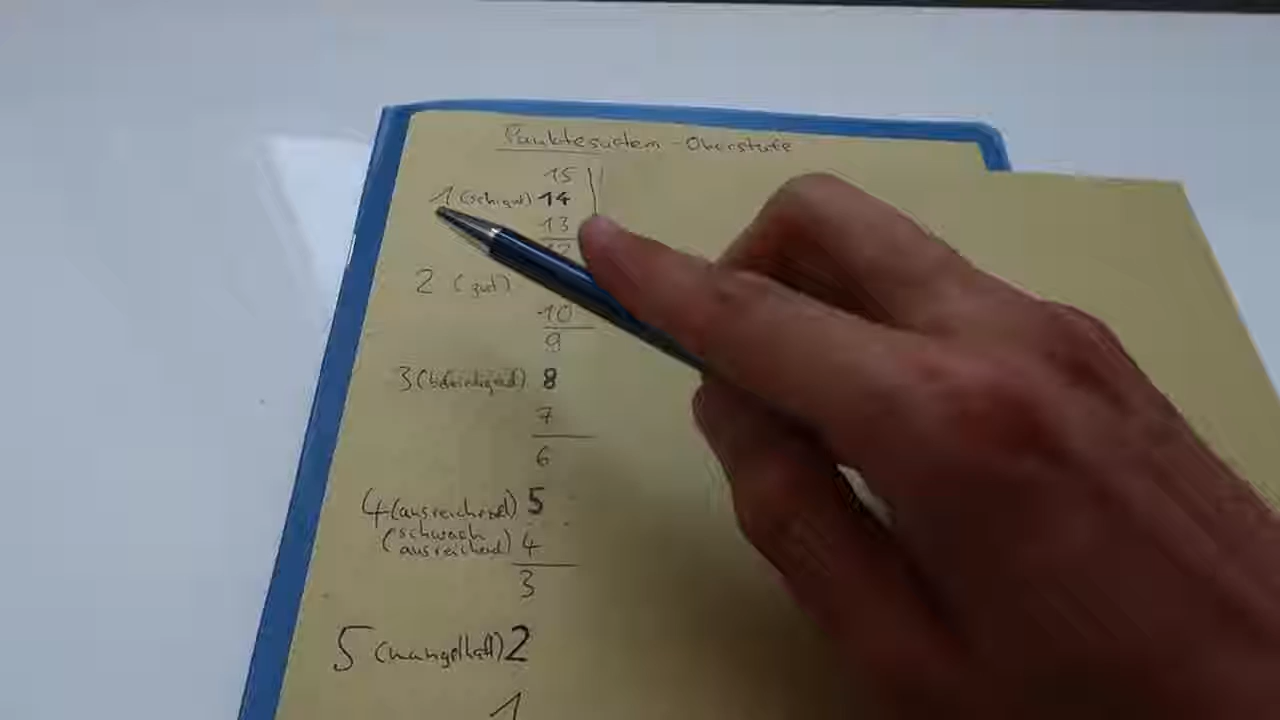 Punktesystem - Oberstufe
15
1 (sehr gut) 14
13
12
2 (gut)
10
9
3 (befriedigend) 8
7
6
4 (ausreichend) 5
(schwach
ausreichend) 4
3
5 (mangelhaft) 2
1